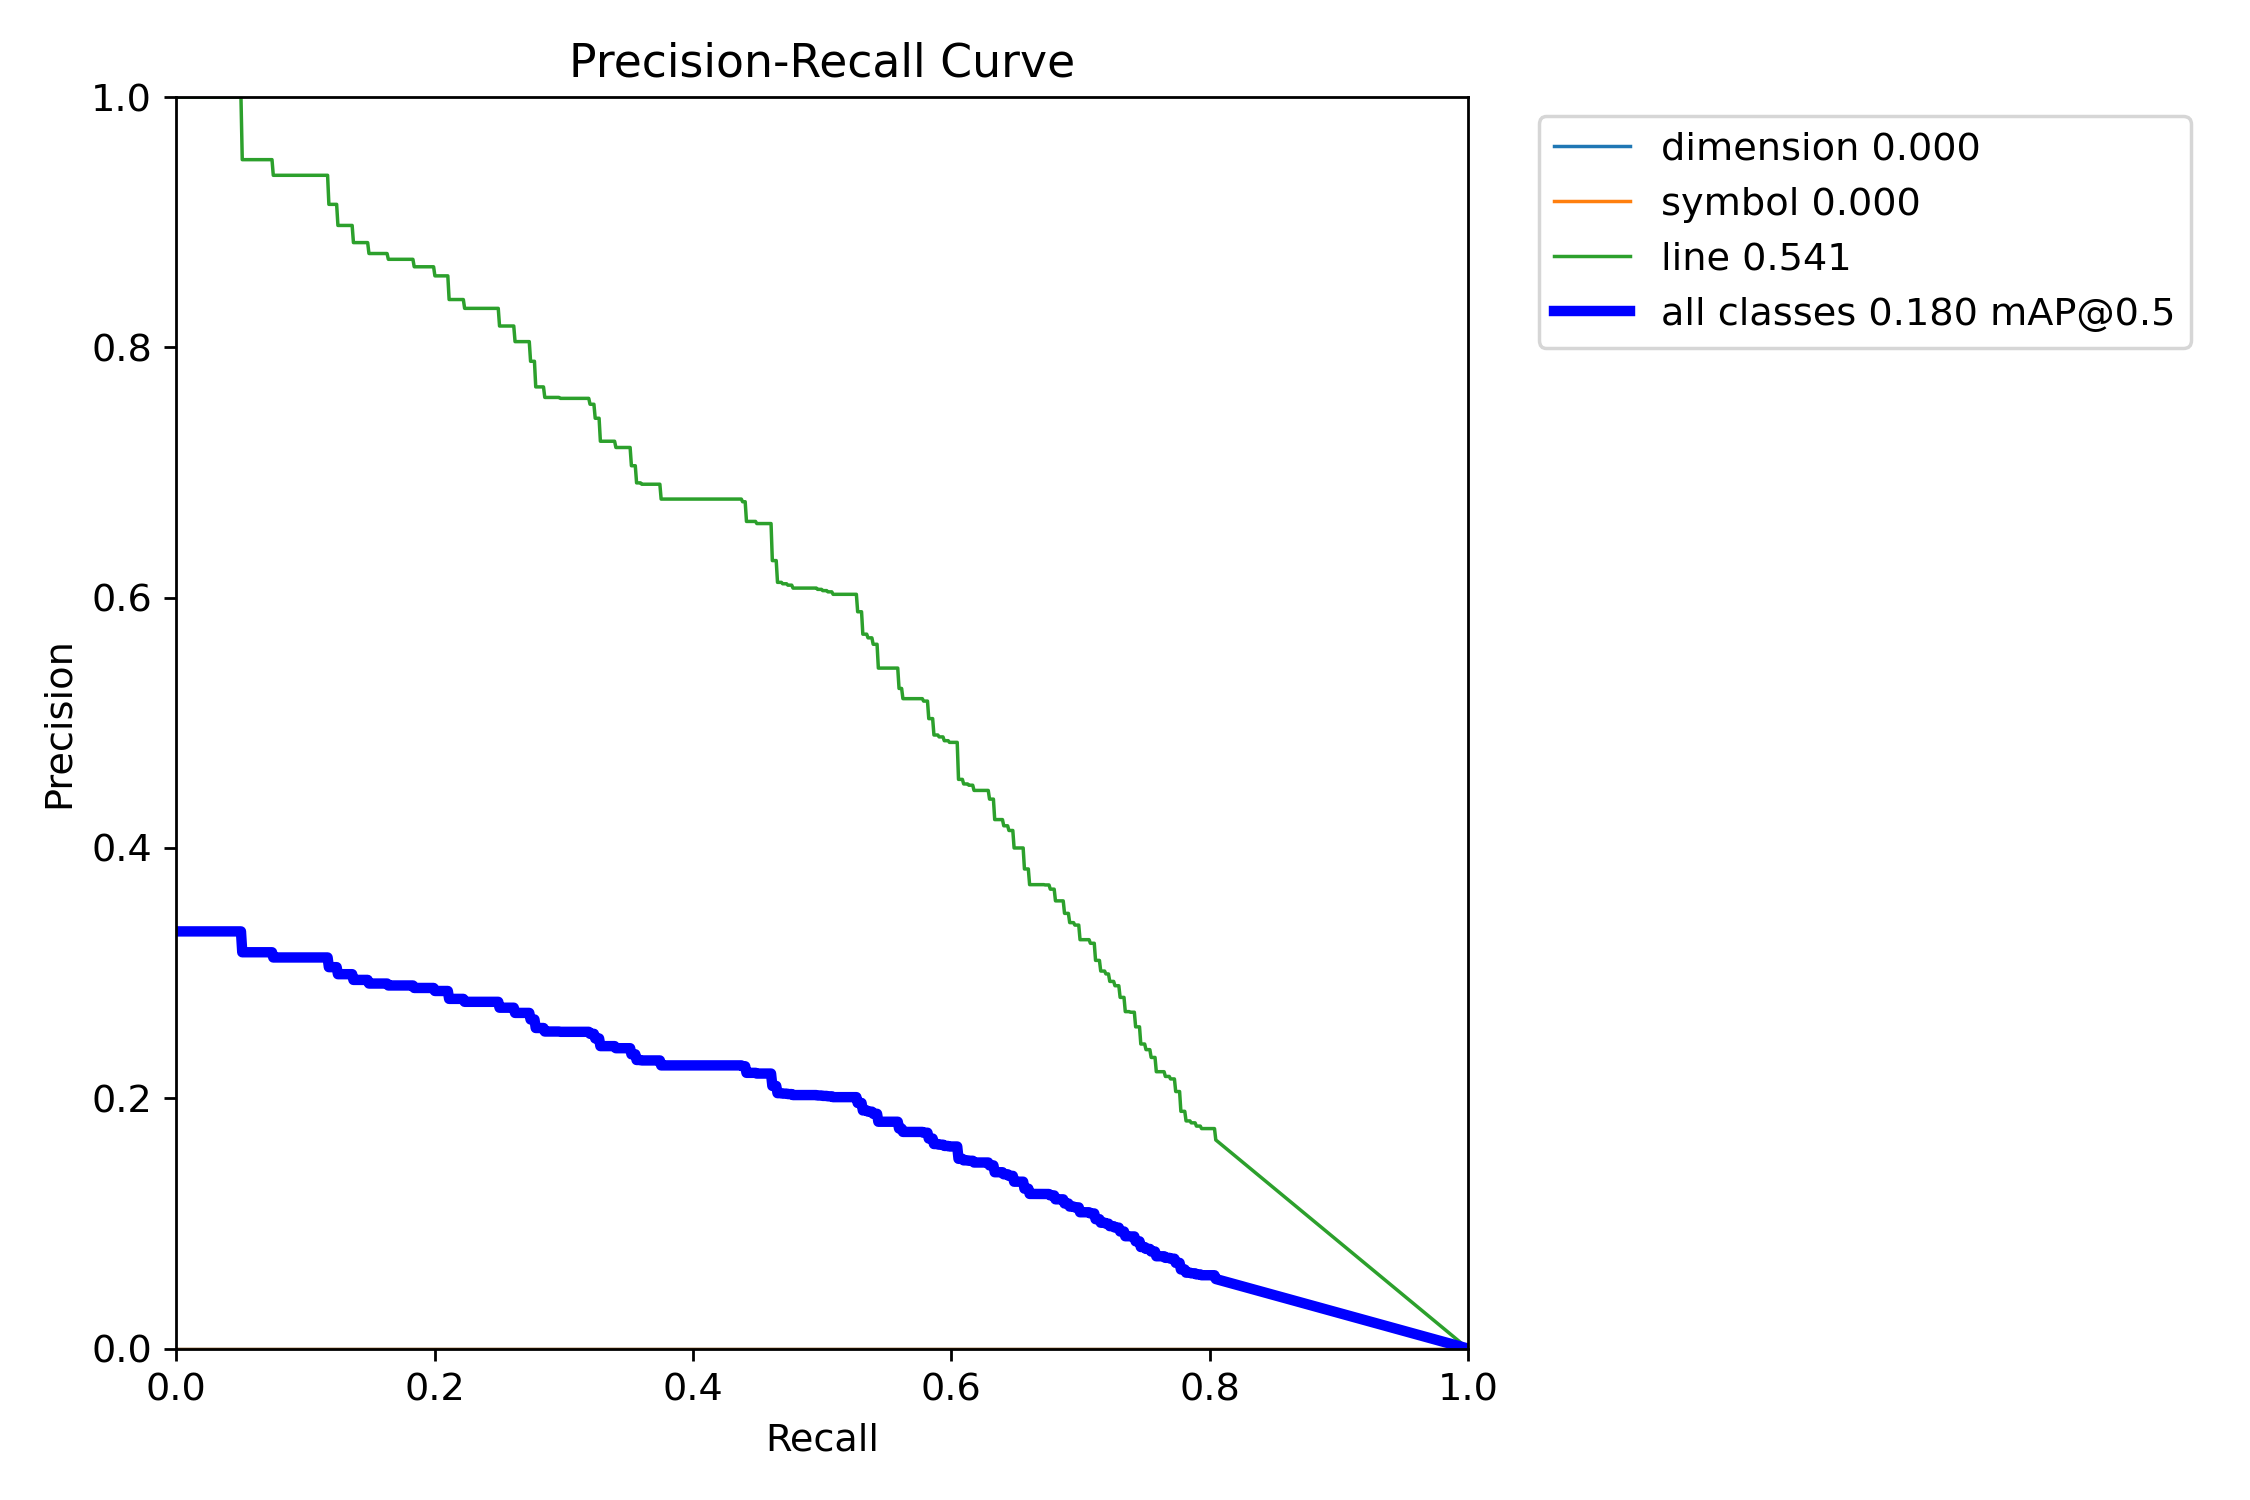 Precision-Recall Curve
1.0
0.8
0.6
0.4
0.2
0.0
Precision
0.0 0.2 0.4 0.6 0.8 1.0
Recall
dimension 0.000
symbol 0.000
line 0.541
all classes 0.180 mAP@0.5